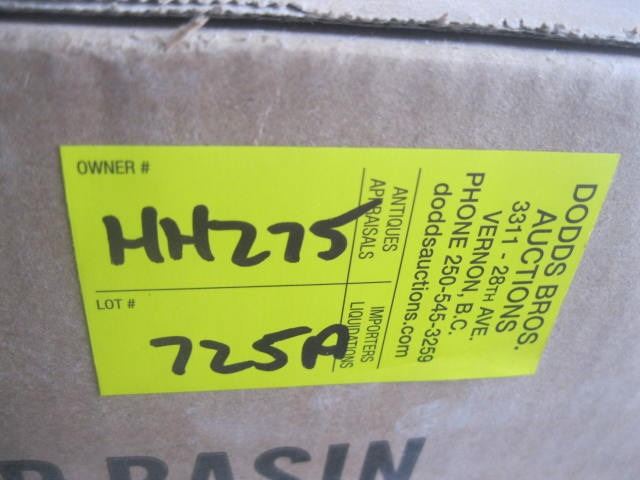 OWNER #
HH275
LOT #
725A
ANTIQUES
APPRAISALS
IMPORTERS
LIQUIDATIONS
DODDS BROS.
AUCTIONS
3311 - 28TH AVE.
VERNON, B.C.
PHONE 250-545-3259
doddsauctions.com
BASIN